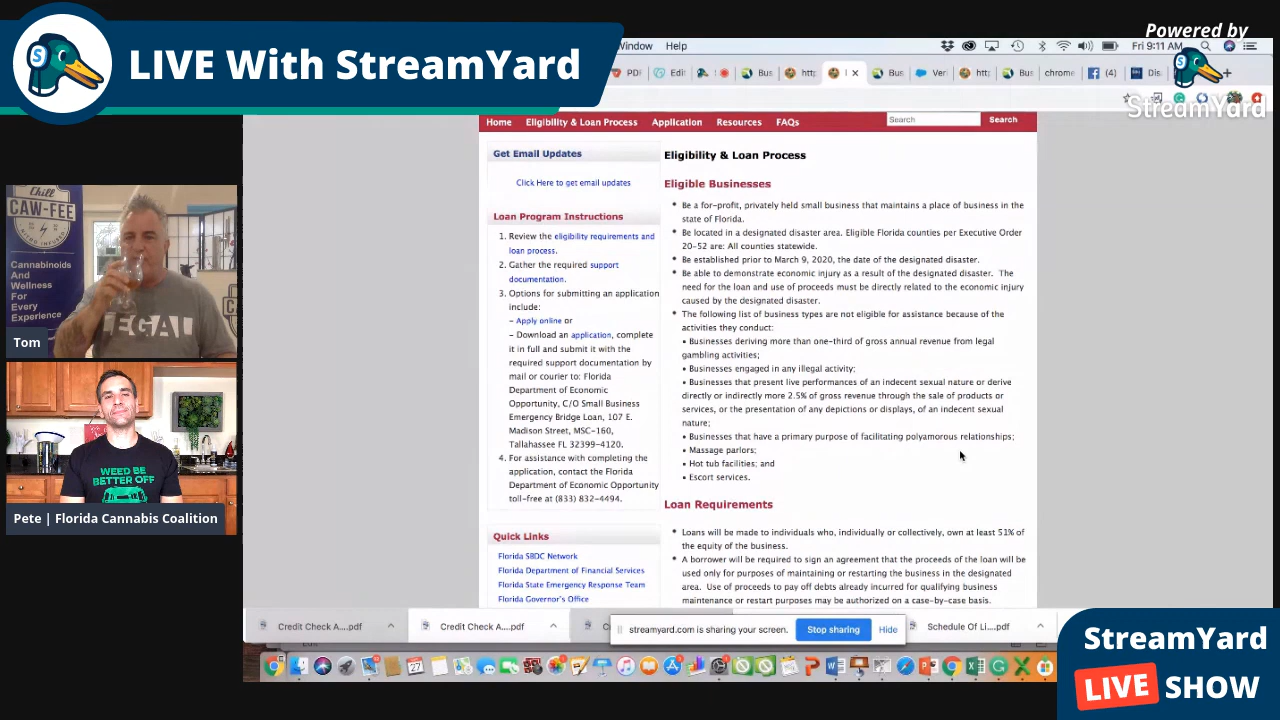 Powered by
LIVE With StreamYard
StreamYard
Window Help
Fri 9:11 AM
PDF
Edit
Bus
http
Bus
Veri
http
Bus
chrome
(4)
Dis
Home Eligibility & Loan Process Application Resources FAQs
Search
Search
Get Email Updates
Click Here to get email updates
Loan Program Instructions
1. Review the eligibility requirements and
loan process.
2. Gather the required support
documentation.
3. Options for submitting an application
include:
– Apply online or
– Download an application, complete
it in full and submit it with the
required support documentation by
mail or courier to: Florida
Department of Economic
Opportunity, C/O Small Business
Emergency Bridge Loan, 107 E.
Madison Street, MSC-160,
Tallahassee FL 32399-4120.
4. For assistance with completing the
application, contact the Florida
Department of Economic Opportunity
toll-free at (833) 832-4494.
Quick Links
Florida SBDC Network
Florida Department of Financial Services
Florida State Emergency Response Team
Florida Governor's Office
Eligibility & Loan Process
Eligible Businesses
• Be a for-profit, privately held small business that maintains a place of business in the
state of Florida.
• Be located in a designated disaster area. Eligible Florida counties per Executive Order
20-52 are: All counties statewide.
• Be established prior to March 9, 2020, the date of the designated disaster.
• Be able to demonstrate economic injury as a result of the designated disaster. The
need for the loan and use of proceeds must be directly related to the economic injury
caused by the designated disaster.
• The following list of business types are not eligible for assistance because of the
activities they conduct:
• Businesses deriving more than one-third of gross annual revenue from legal
gambling activities;
• Businesses engaged in any illegal activity;
• Businesses that present live performances of an indecent sexual nature or derive
directly or indirectly more 2.5% of gross revenue through the sale of products or
services, or the presentation of any depictions or displays, of an indecent sexual
nature;
• Businesses that have a primary purpose of facilitating polyamorous relationships;
• Massage parlors;
• Hot tub facilities; and
• Escort services.
Loan Requirements
• Loans will be made to individuals who, individually or collectively, own at least 51% of
the equity of the business.
• A borrower will be required to sign an agreement that the proceeds of the loan will be
used only for purposes of maintaining or restarting the business in the designated
area. Use of proceeds to pay off debts already incurred for qualifying business
maintenance or restart purposes may be authorized on a case-by-case basis.
Chill
CAW-FEE
Cannabinoids
And
Wellness
For
Every
Experience
LEGAL
Tom
WEED BE
BETTER OFF
Pete | Florida Cannabis Coalition
Credit Check A....pdf
Credit Check A....pdf
streamyard.com is sharing your screen.
Stop sharing
Hide
Schedule Of Li....pdf
StreamYard
LIVE SHOW